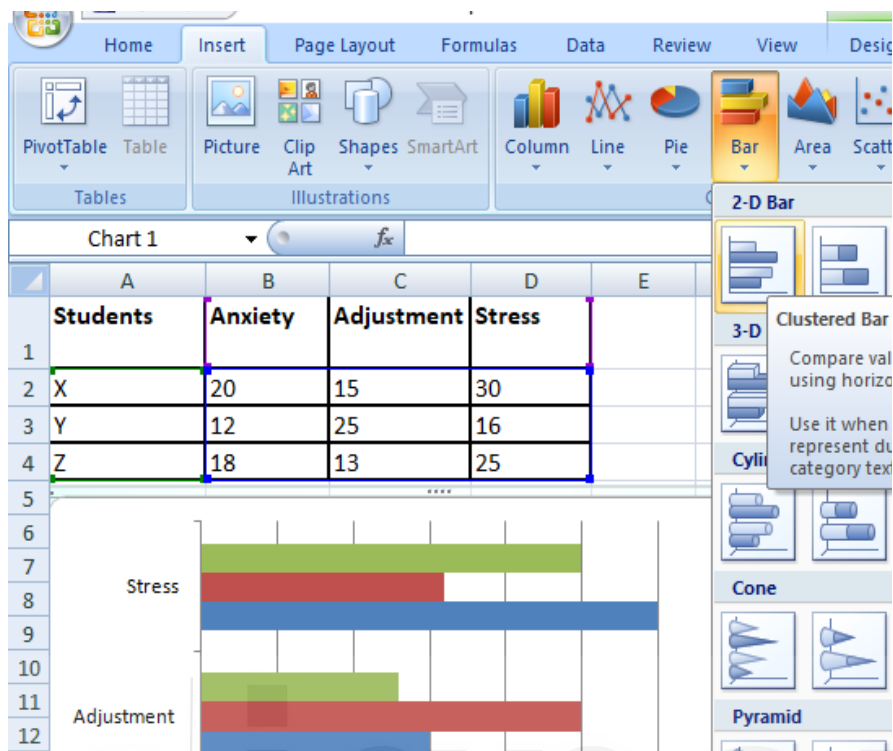 Home Insert Page Layout Formulas Data Review View Desig
PivotTable Table Picture Clip Art Shapes SmartArt Column Line Pie Bar Area Scatt
Tables Illustrations
2-D Bar
Chart 1 fx
A B C D E
Students Anxiety Adjustment Stress
1
2 X 20 15 30
3 Y 12 25 16
4 Z 18 13 25
5
6
7
8
9
10
11
12
Stress
Adjustment
Clustered Bar
3-D
Compare val
using horizo
Use it when
represent du
category tex
Cylin
Cone
Pyramid